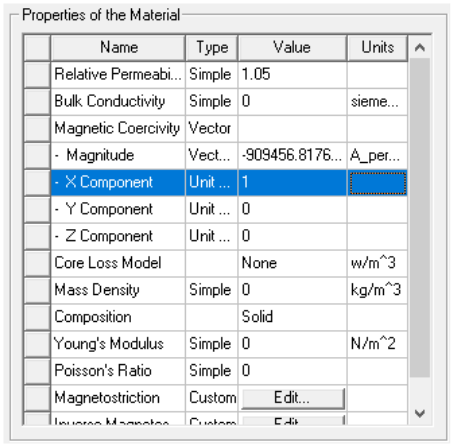 Properties of the Material
Name Type Value Units
Relative Permeabi... Simple 1.05
Bulk Conductivity Simple 0 sieme...
Magnetic Coercivity Vector
- Magnitude Vect... -909456.8176... A_per...
- X Component Unit ... 1
- Y Component Unit ... 0
- Z Component Unit ... 0
Core Loss Model None w/m^3
Mass Density Simple 0 kg/m^3
Composition Solid
Young's Modulus Simple 0 N/m^2
Poisson's Ratio Simple 0
Magnetostriction Custom Edit...
Inverse Magnetos... Custom Edit...